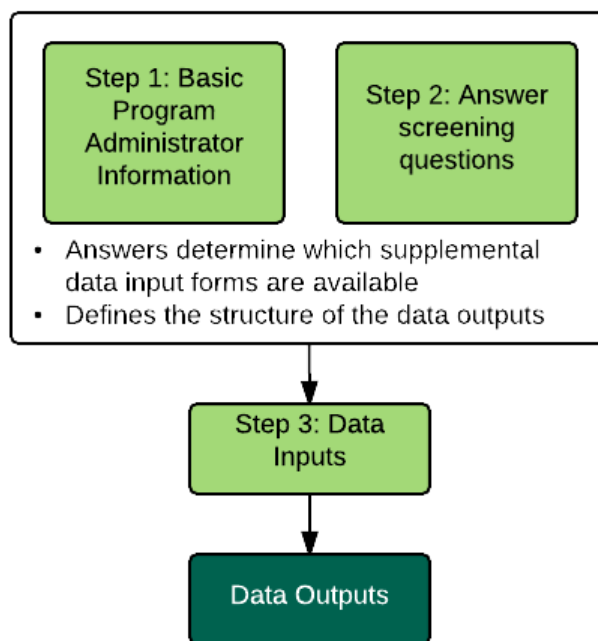 Step 1: Basic
Program
Administrator
Information
Step 2: Answer
screening
questions
• Answers determine which supplemental
data input forms are available
• Defines the structure of the data outputs
Step 3: Data
Inputs
Data Outputs